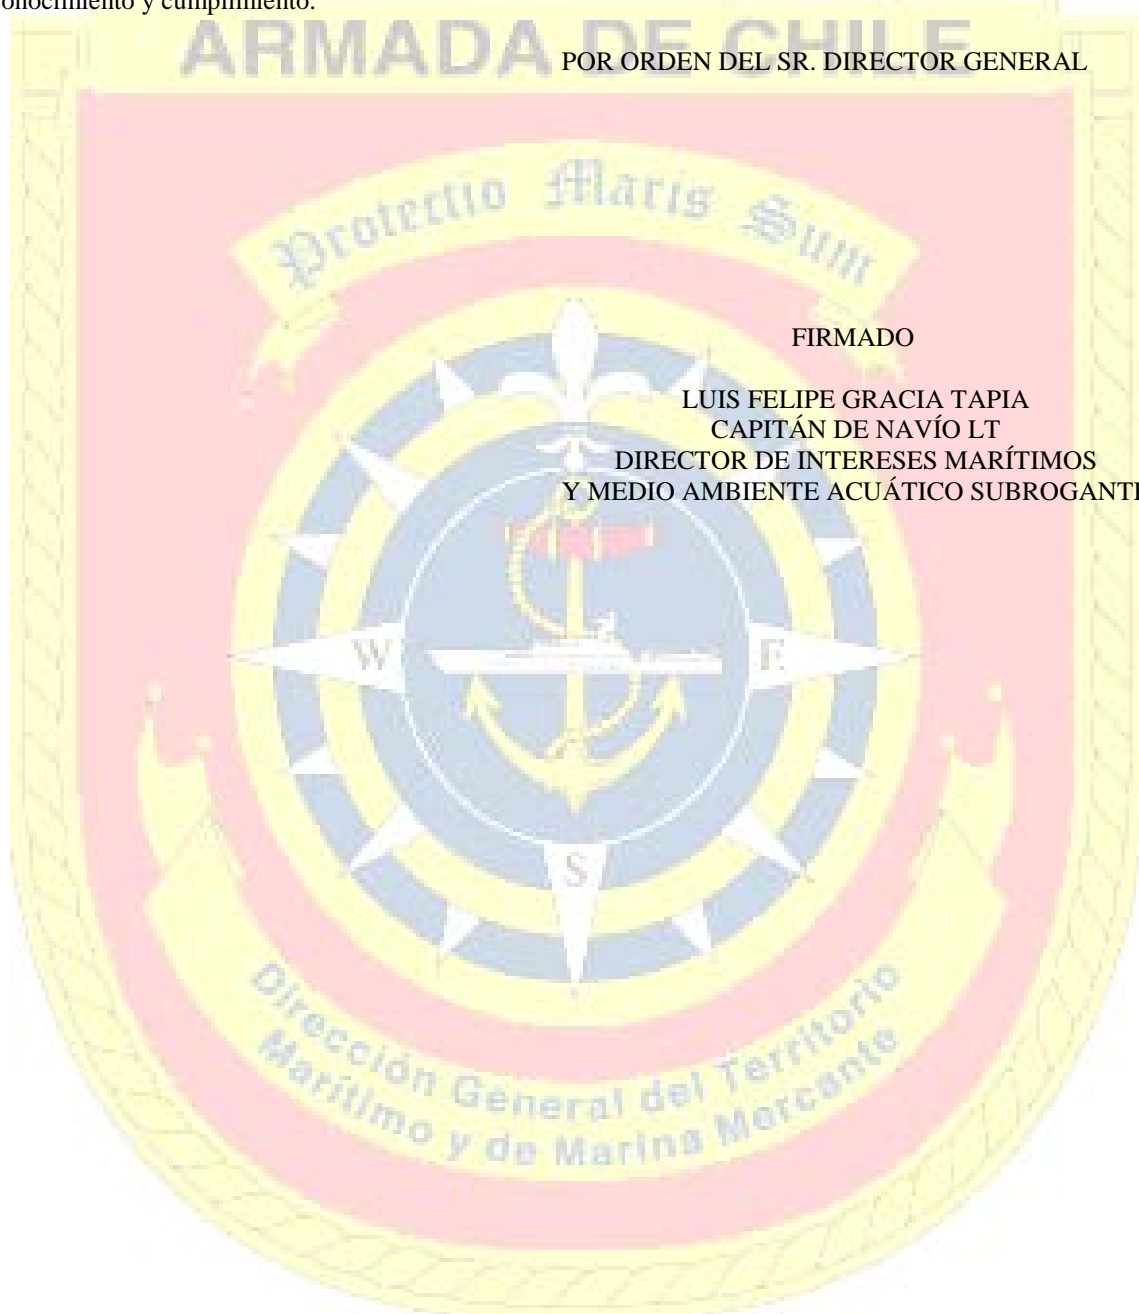 onocimiento y cumplimiento.
ARMADA DE CHILE
POR ORDEN DEL SR. DIRECTOR GENERAL
Protectio Maris Sum
FIRMADO
LUIS FELIPE GRACIA TAPIA
CAPITÁN DE NAVÍO LT
DIRECTOR DE INTERESES MARÍTIMOS
Y MEDIO AMBIENTE ACUÁTICO SUBROGANTE
W E
S
Dirección General del Territorio
Marítimo y de Marina Mercante